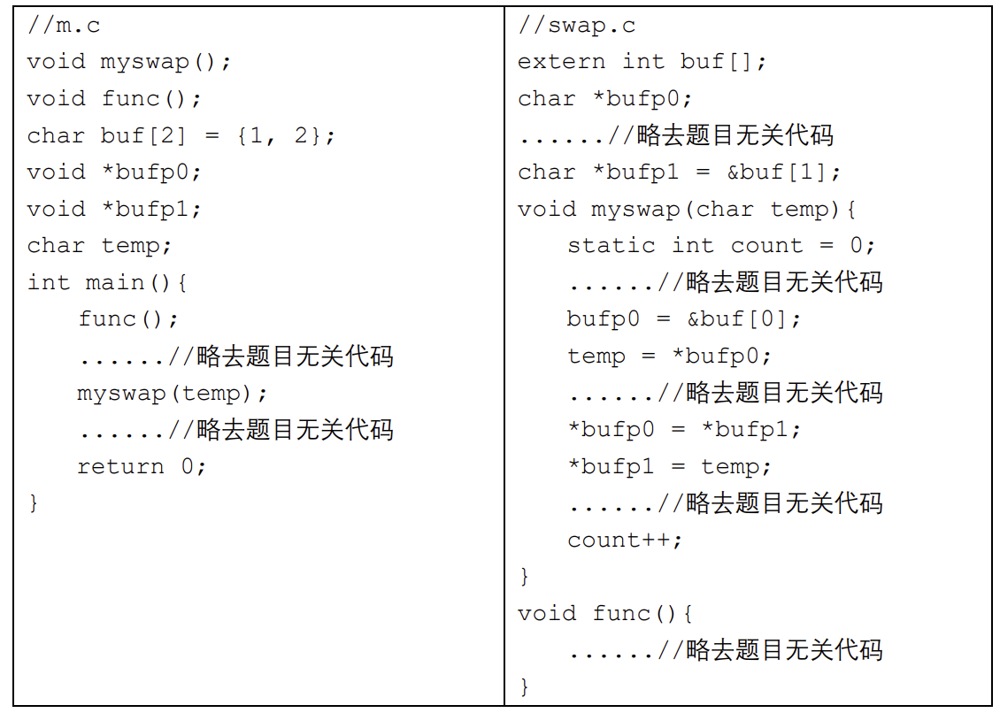 //m.c
void myswap();
void func();
char buf[2] = {1, 2};
void *bufp0;
void *bufp1;
char temp;
int main(){
func();
......//略去题目无关代码
myswap(temp);
......//略去题目无关代码
return 0;
}
//swap.c
extern int buf[];
char *bufp0;
......//略去题目无关代码
char *bufp1 = &buf[1];
void myswap(char temp){
static int count = 0;
......//略去题目无关代码
bufp0 = &buf[0];
temp = *bufp0;
......//略去题目无关代码
*bufp0 = *bufp1;
*bufp1 = temp;
......//略去题目无关代码
count++;
}
void func(){
......//略去题目无关代码
}